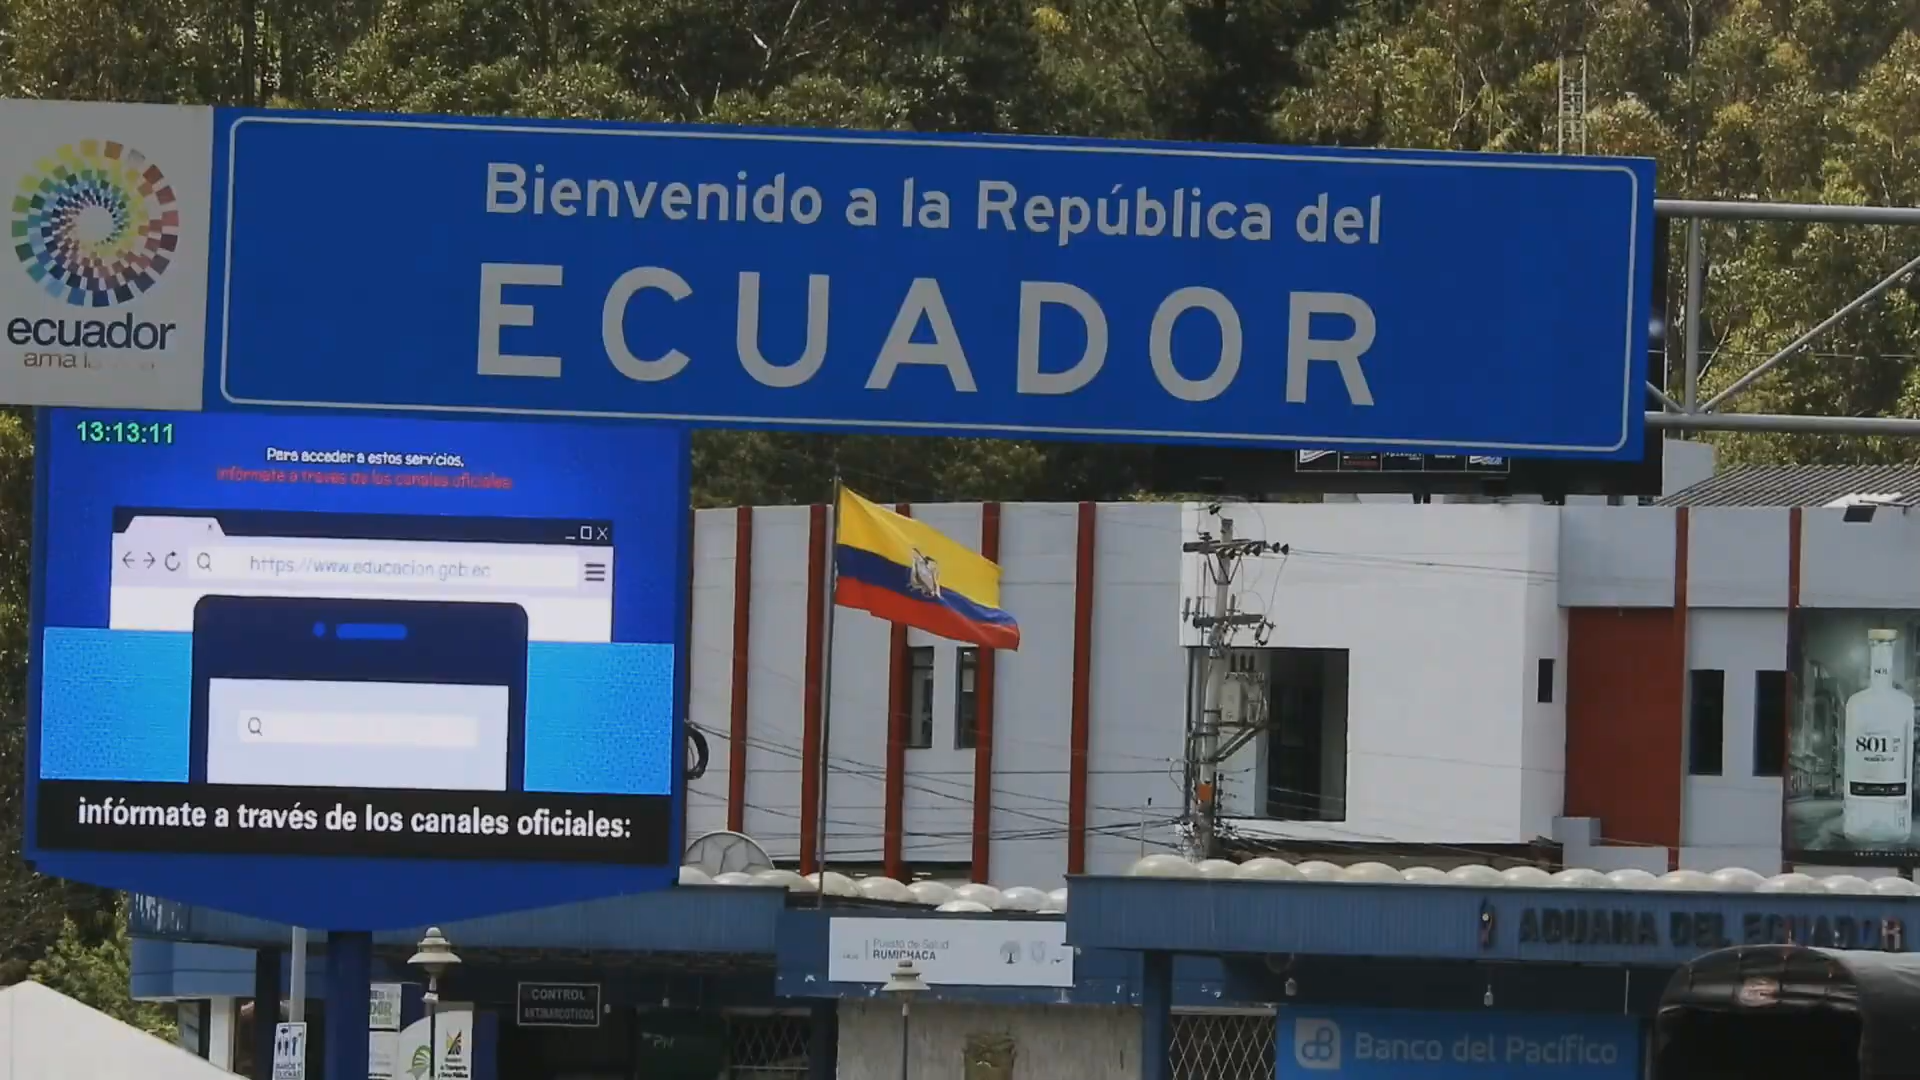 Bienvenido a la República del
ECUADOR
ecuador
ama la
13:13:11
Para acceder a estos servicios,
infórmate a través de los canales oficiales
https://www.educacion.gob.ec
infórmate a través de los canales oficiales:
801
ADUANA DEL ECUADOR
Puesto de Salud
RUMICHACA
CONTROL
ANTINARCOTICOS
Banco del Pacífico